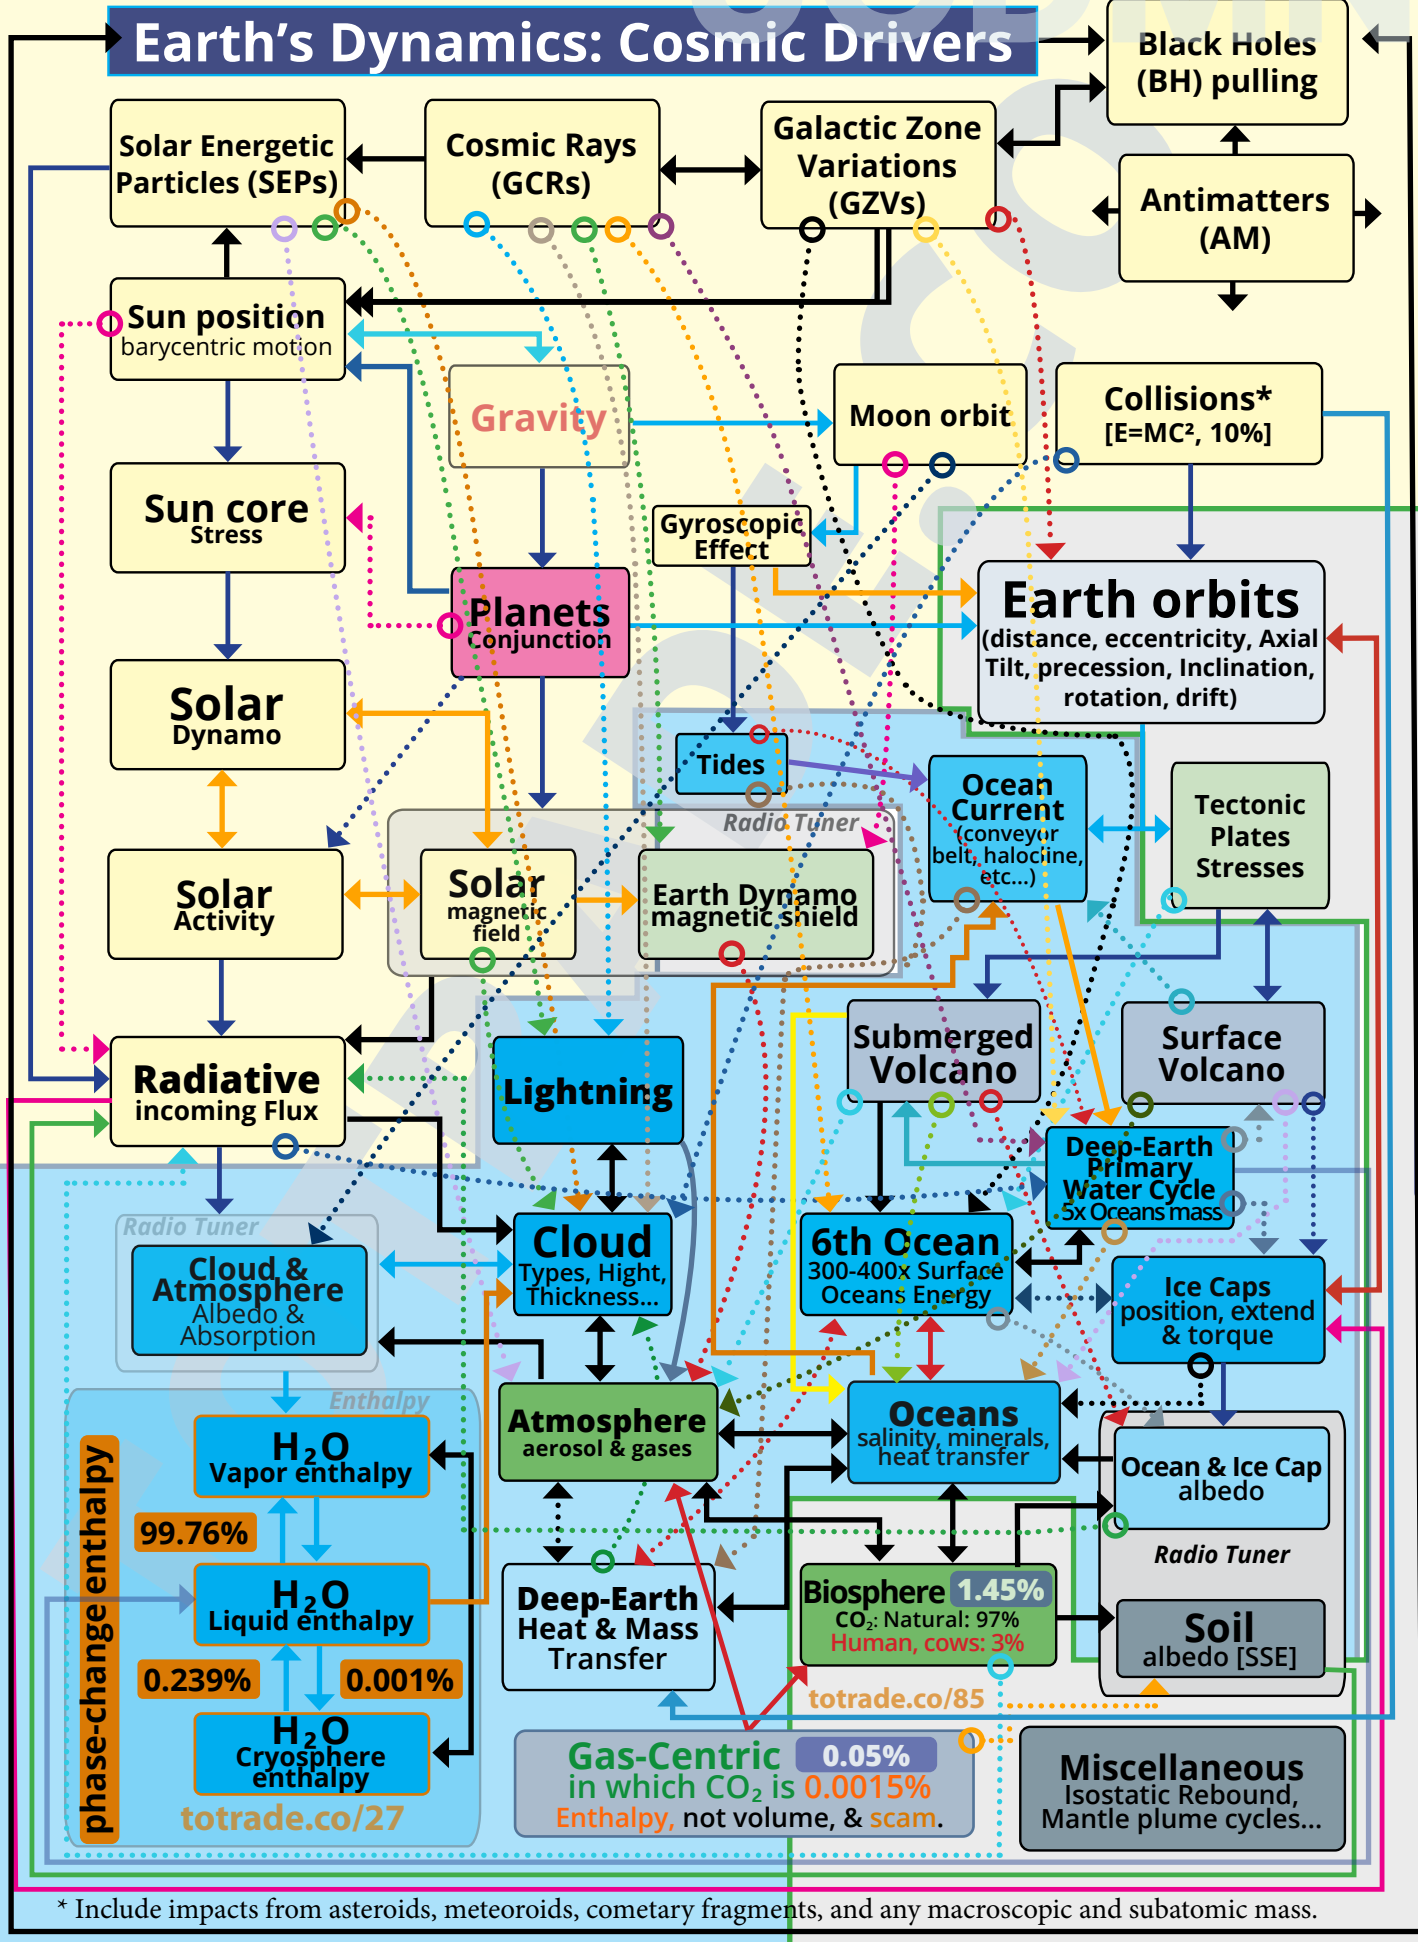 Earth's Dynamics: Cosmic Drivers
Black Holes
(BH) pulling
Solar Energetic
Particles (SEPs)
Cosmic Rays
(GCRs)
Galactic Zone
Variations
(GZVs)
Antimatters
(AM)
Sun position
barycentric motion
Gravity
Moon orbit
Collisions*
[E=MC², 10%]
Sun core
Stress
Gyroscopic
Effect
Planets
Conjunction
Earth orbits
(distance, eccentricity, Axial
Tilt, precession, Inclination,
rotation, drift)
Solar
Dynamo
Tides
Ocean
Current
(conveyor
belt, halocline,
etc...)
Tectonic
Plates
Stresses
Radio Tuner
Solar
Activity
Solar
magnetic
field
Earth Dynamo
magnetic shield
Radiative
incoming Flux
Lightning
Submerged
Volcano
Surface
Volcano
Deep-Earth
Primary
Water Cycle
5x Oceans mass
Radio Tuner
Cloud &
Atmosphere
Albedo &
Absorption
Cloud
Types, Hight,
Thickness...
6th Ocean
300-400x Surface
Oceans Energy
Ice Caps
position, extend
& torque
Enthalpy
phase-change enthalpy
H₂O
Vapor enthalpy
Atmosphere
aerosol & gases
Oceans
salinity, minerals,
heat transfer
Ocean & Ice Cap
albedo
99.76%
Radio Tuner
H₂O
Liquid enthalpy
Deep-Earth
Heat & Mass
Transfer
Biosphere 1.45%
CO₂: Natural: 97%
Human, cows: 3%
Soil
albedo [SSE]
0.239%
0.001%
totrade.co/85
H₂O
Cryosphere
enthalpy
totrade.co/27
Gas-Centric 0.05%
in which CO₂ is 0.0015%
Enthalpy, not volume, & scam.
Miscellaneous
Isostatic Rebound,
Mantle plume cycles...
* Include impacts from asteroids, meteoroids, cometary fragments, and any macroscopic and subatomic mass.